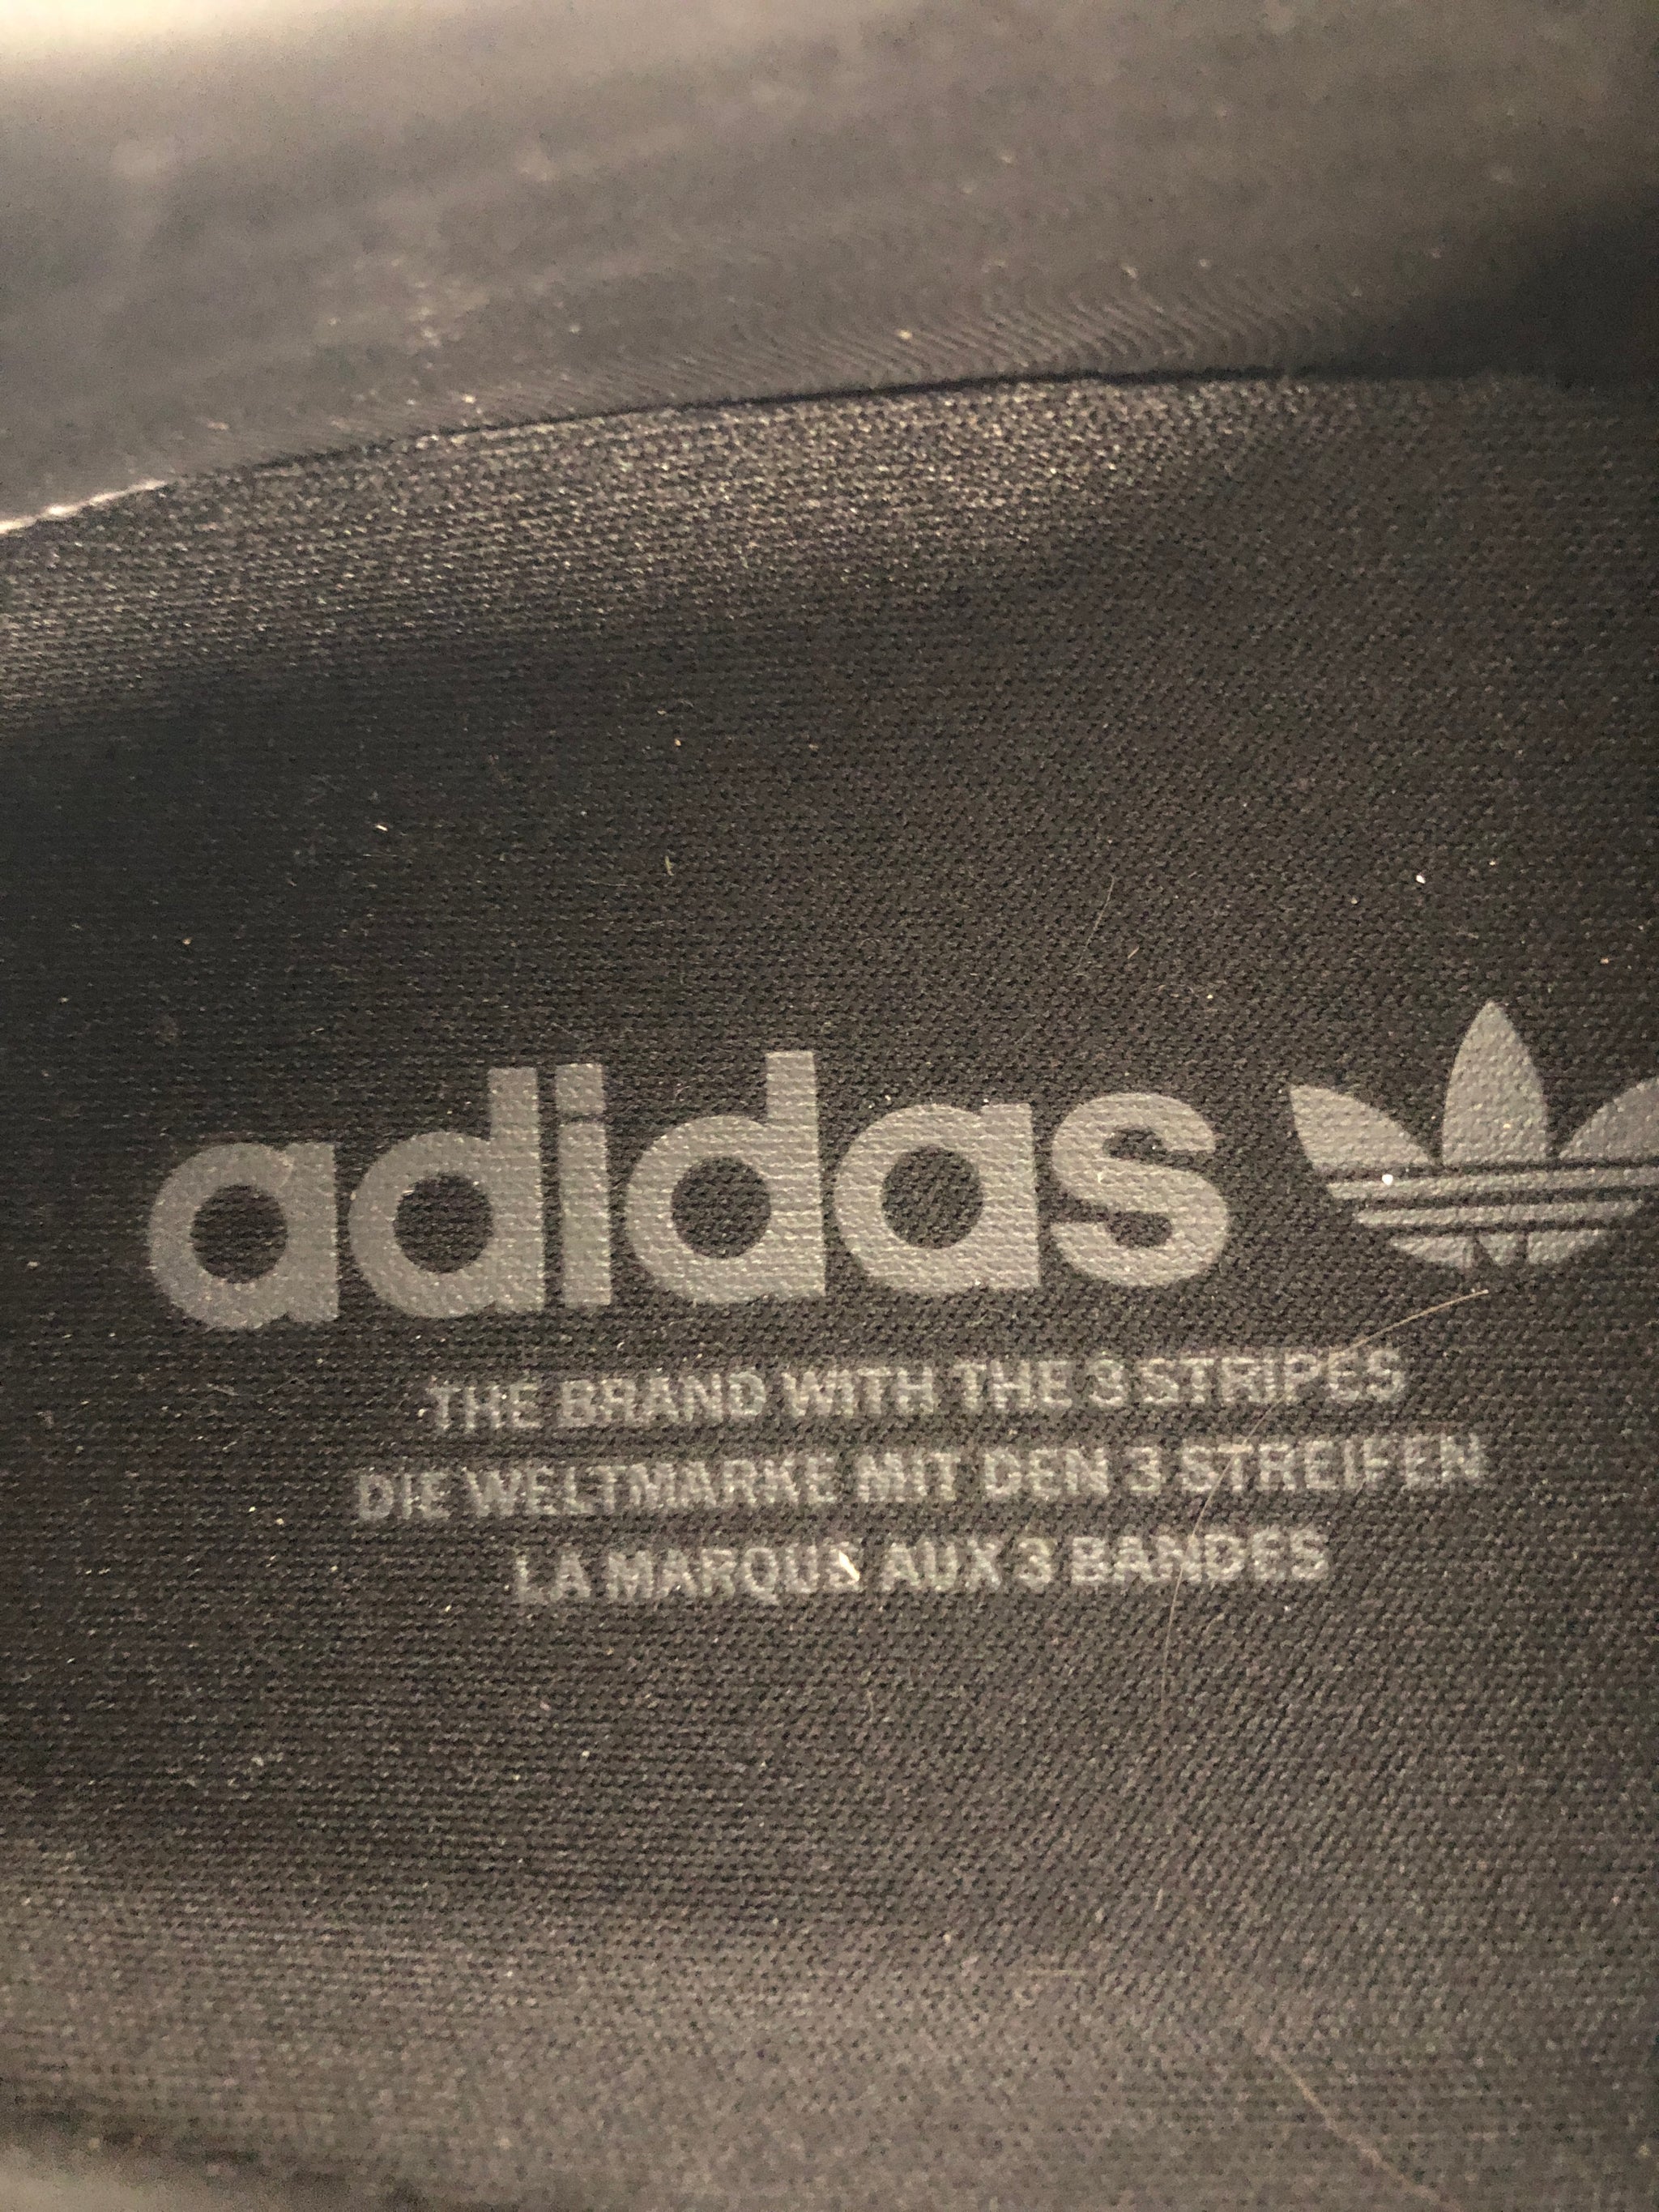 adidas
THE BRAND WITH THE 3 STRIPES
DIE WELTMARKE MIT DEN 3 STREIFEN
LA MARQUE AUX 3 BANDES